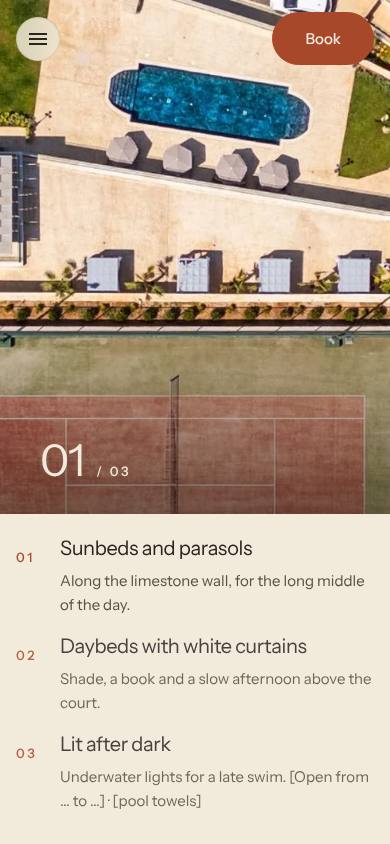 Book
01 / 03
01 Sunbeds and parasols
Along the limestone wall, for the long middle
of the day.
02 Daybeds with white curtains
Shade, a book and a slow afternoon above the
court.
03 Lit after dark
Underwater lights for a late swim. [Open from
… to …] · [pool towels]